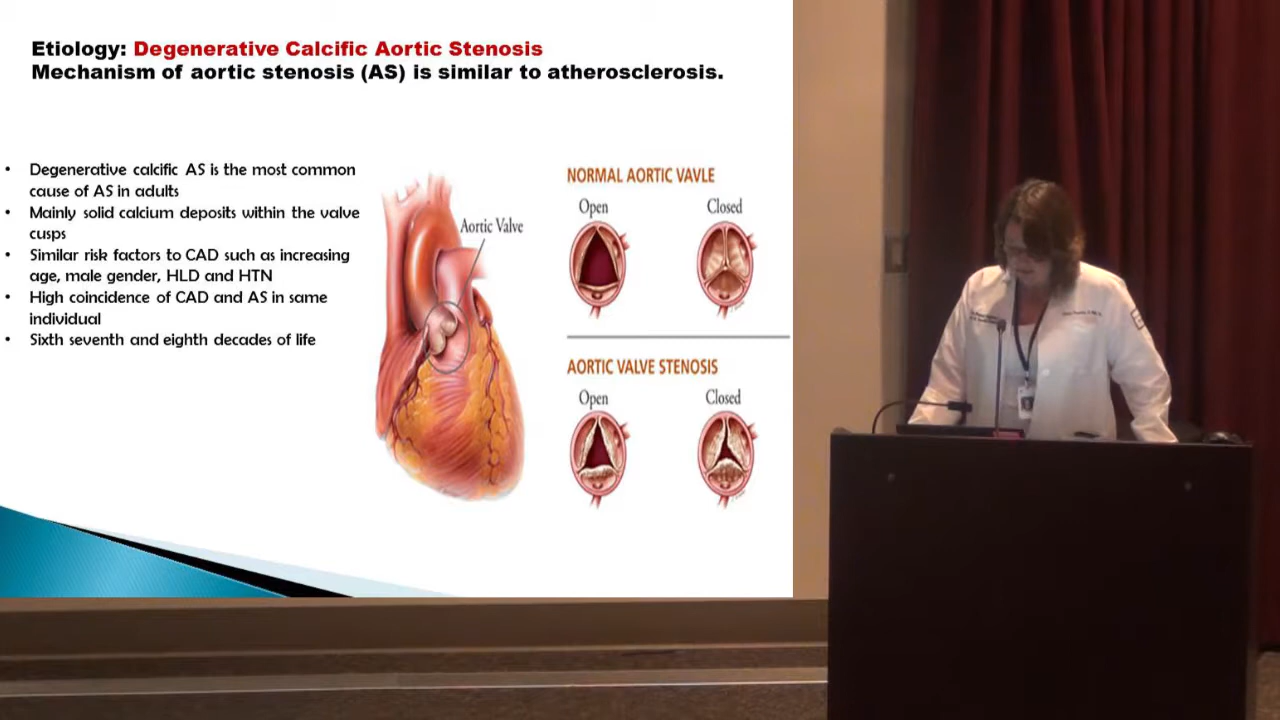 Etiology: Degenerative Calcific Aortic Stenosis
Mechanism of aortic stenosis (AS) is similar to atherosclerosis.
• Degenerative calcific AS is the most common
cause of AS in adults
• Mainly solid calcium deposits within the valve
cusps
• Similar risk factors to CAD such as increasing
age, male gender, HLD and HTN
• High coincidence of CAD and AS in same
individual
• Sixth seventh and eighth decades of life
Aortic Valve
NORMAL AORTIC VAVLE
Open
Closed
AORTIC VALVE STENOSIS
Open
Closed